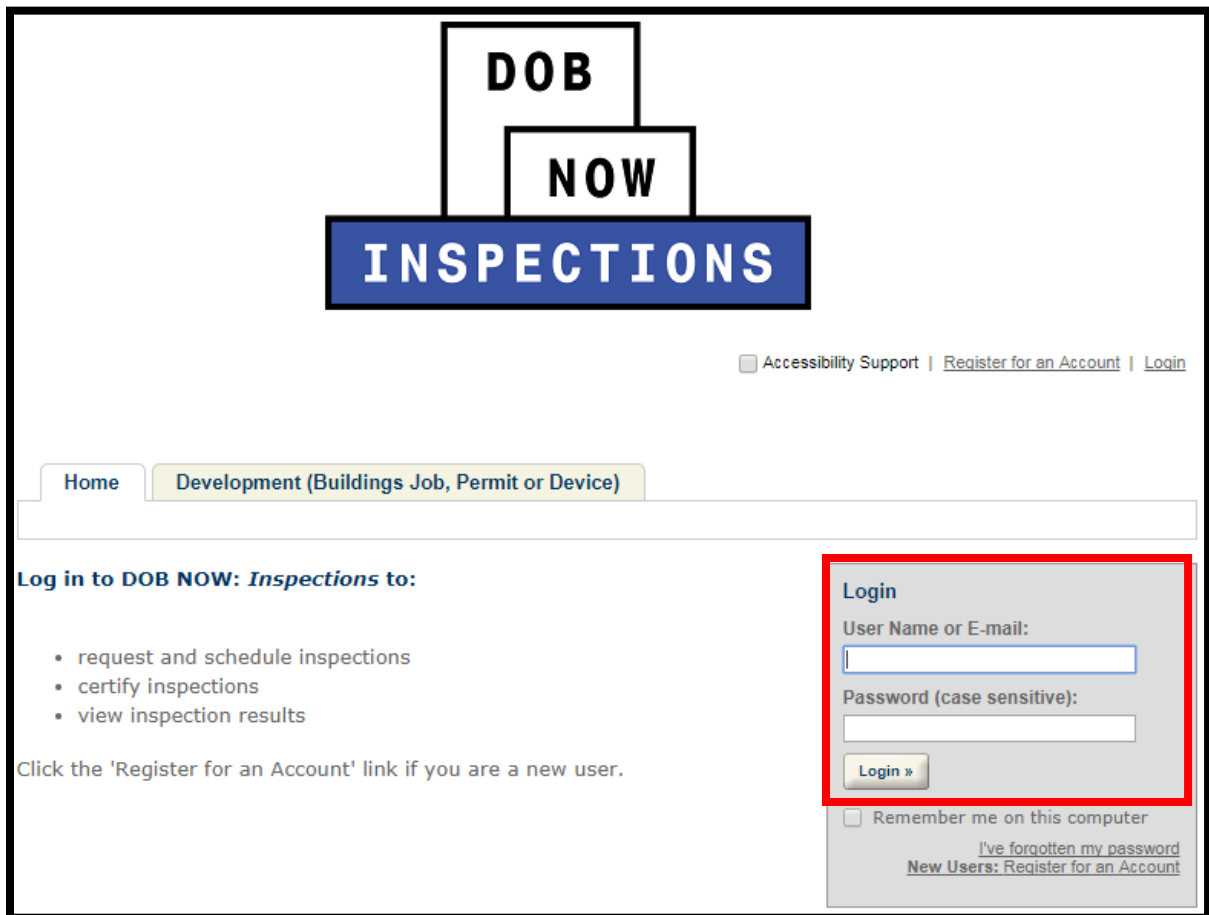 DOB
NOW
INSPECTIONS
Accessibility Support | Register for an Account | Login
Home
Development (Buildings Job, Permit or Device)
Log in to DOB NOW: Inspections to:
• request and schedule inspections
• certify inspections
• view inspection results
Click the 'Register for an Account' link if you are a new user.
Login
User Name or E-mail:
Password (case sensitive):
Login »
Remember me on this computer
I've forgotten my password
New Users: Register for an Account